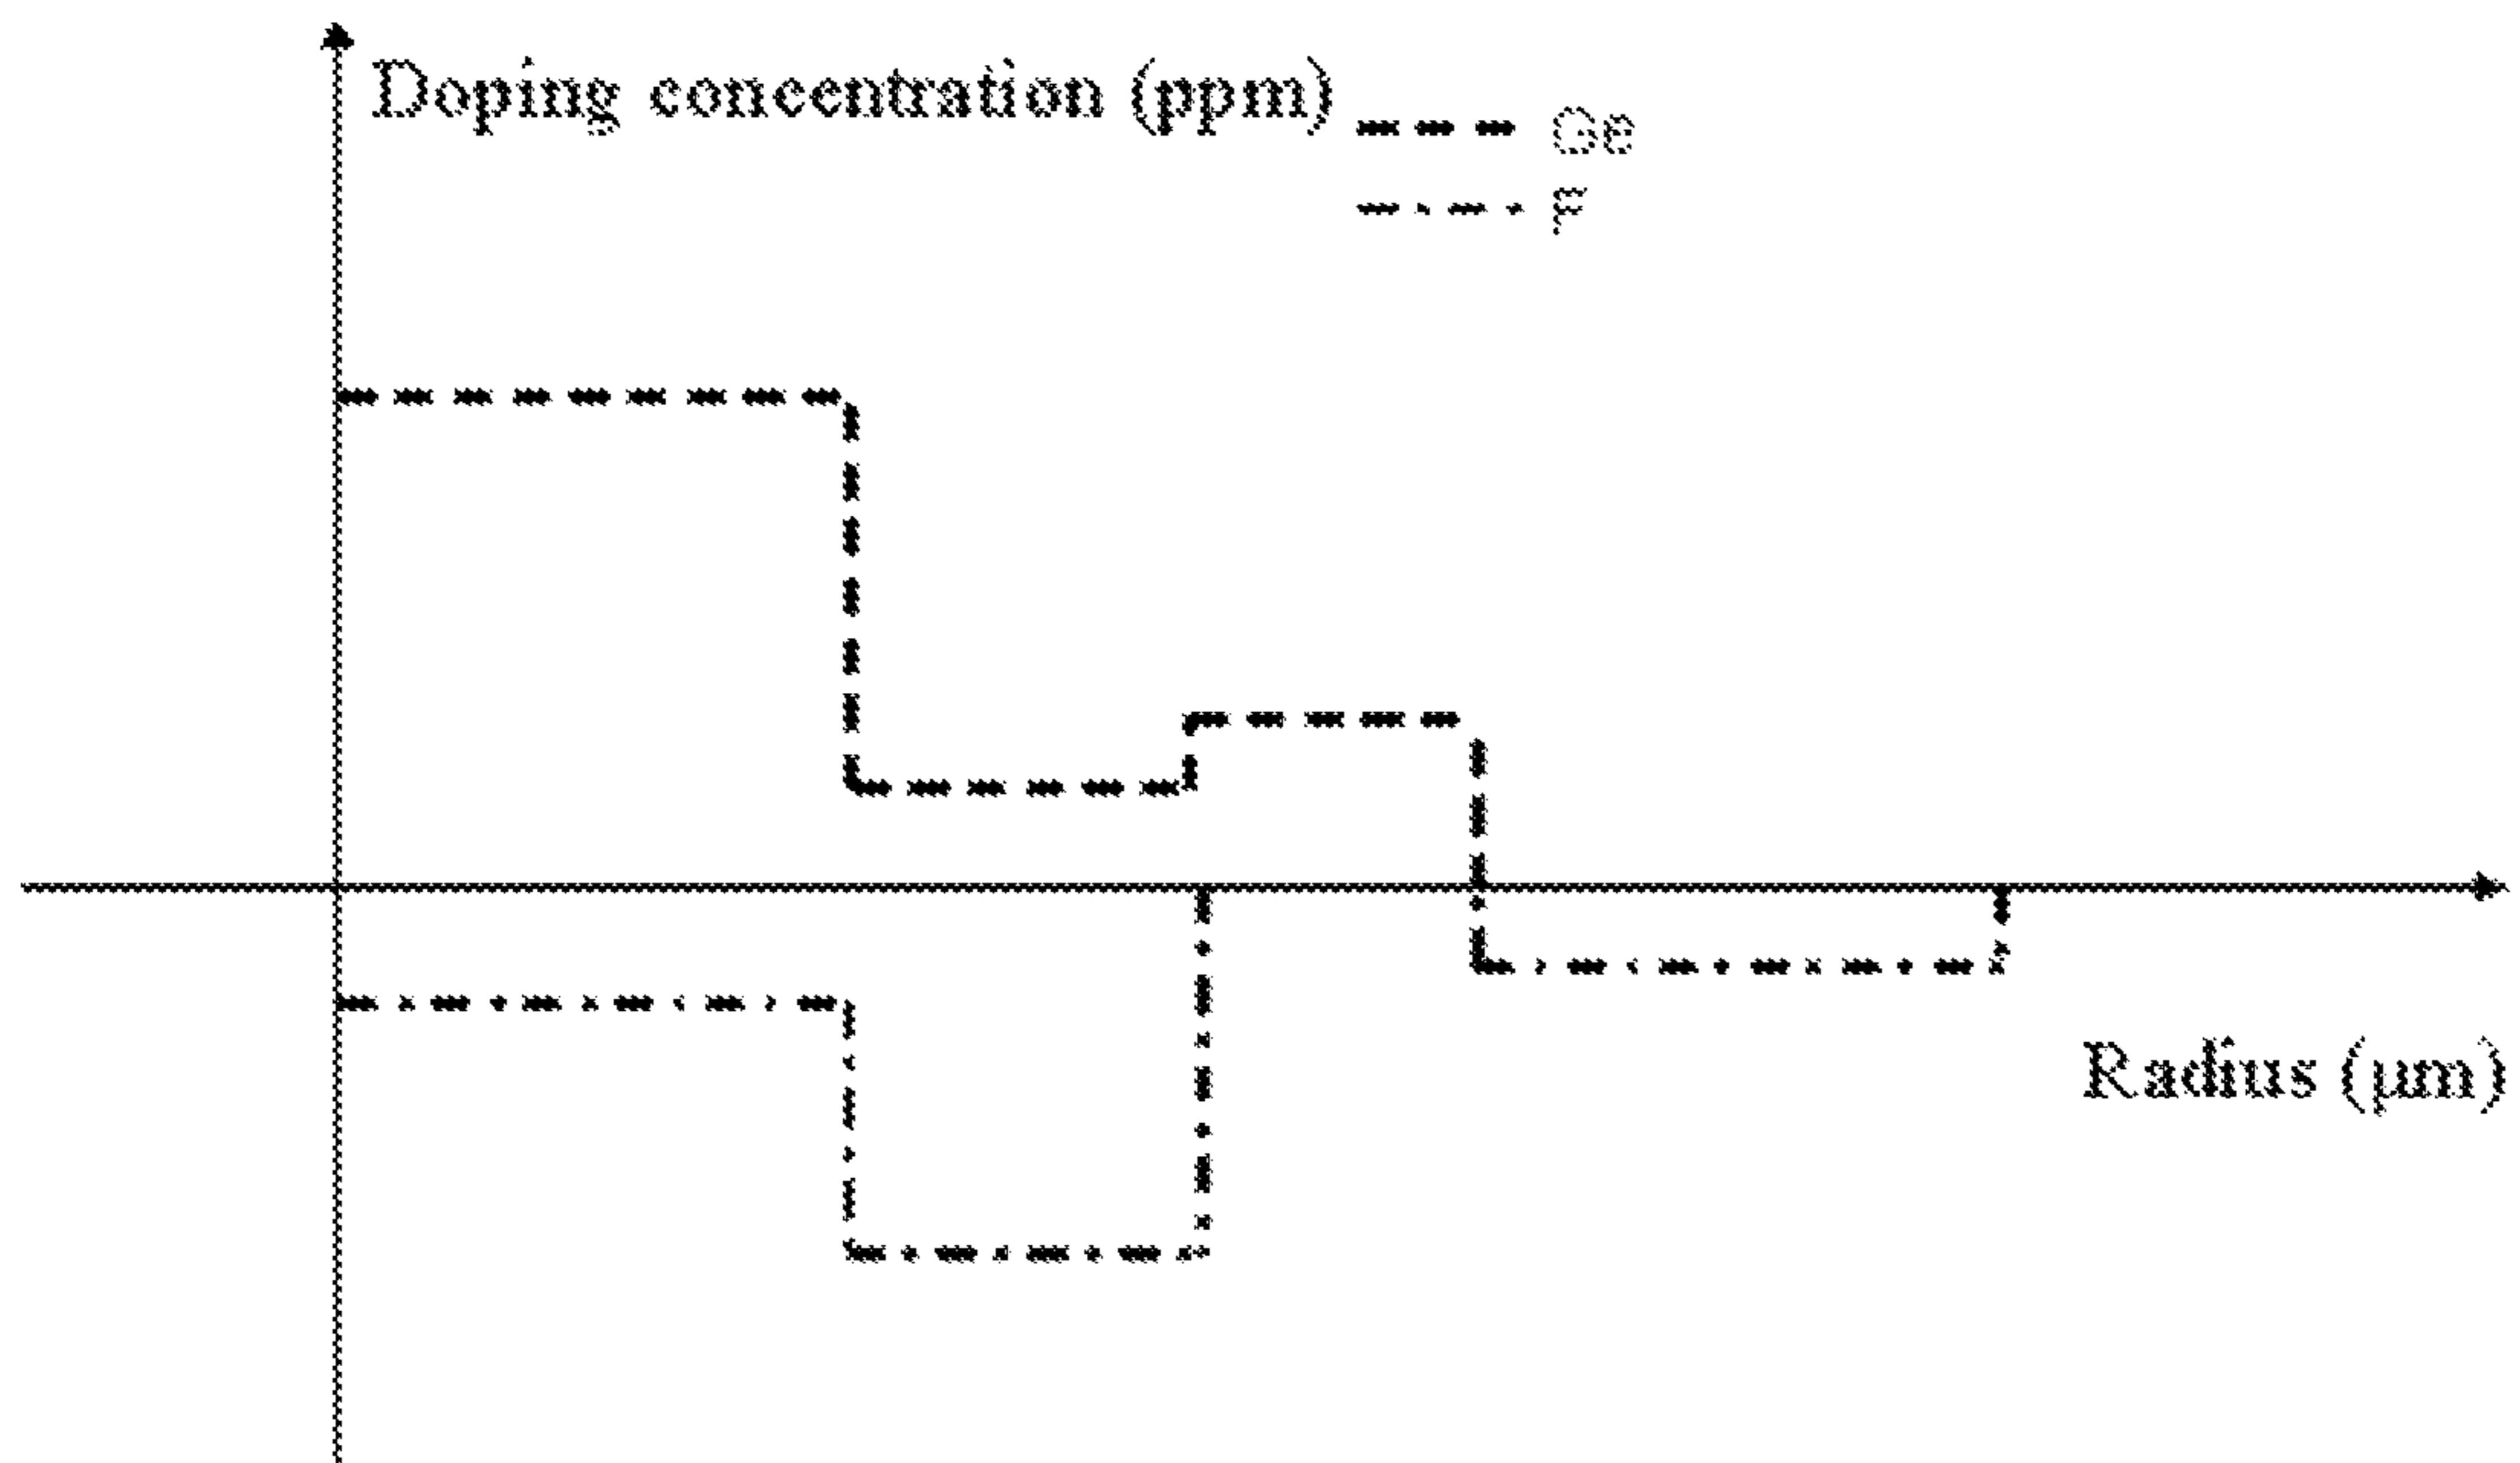 Doping concentration (ppm)
Ge
F
Radius (μm)